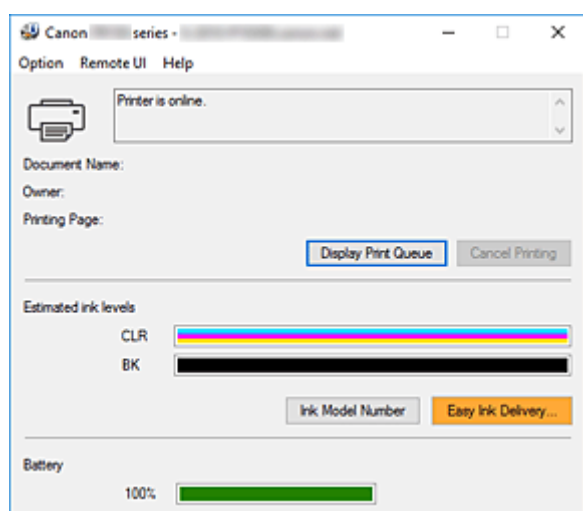 Canon series -
Option Remote UI Help
Printer is online.
Document Name:
Owner:
Printing Page:
Display Print Queue Cancel Printing
Estimated ink levels
CLR
BK
Ink Model Number Easy Ink Delivery...
Battery
100%